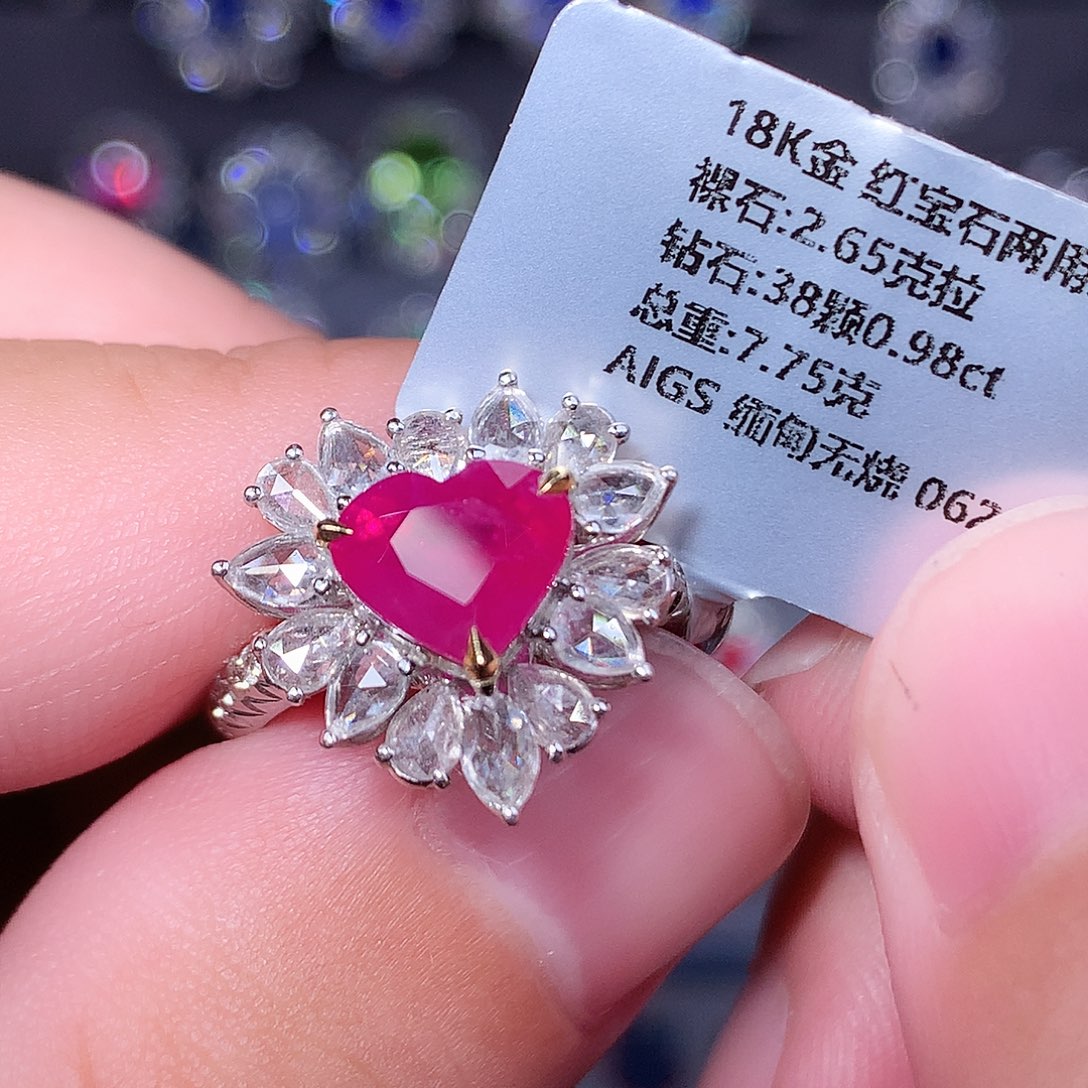 18K金 红宝石两用
裸石:2.65克拉
钻石:38颗0.98ct
总重:7.75克
AIGS 缅甸无烧 067